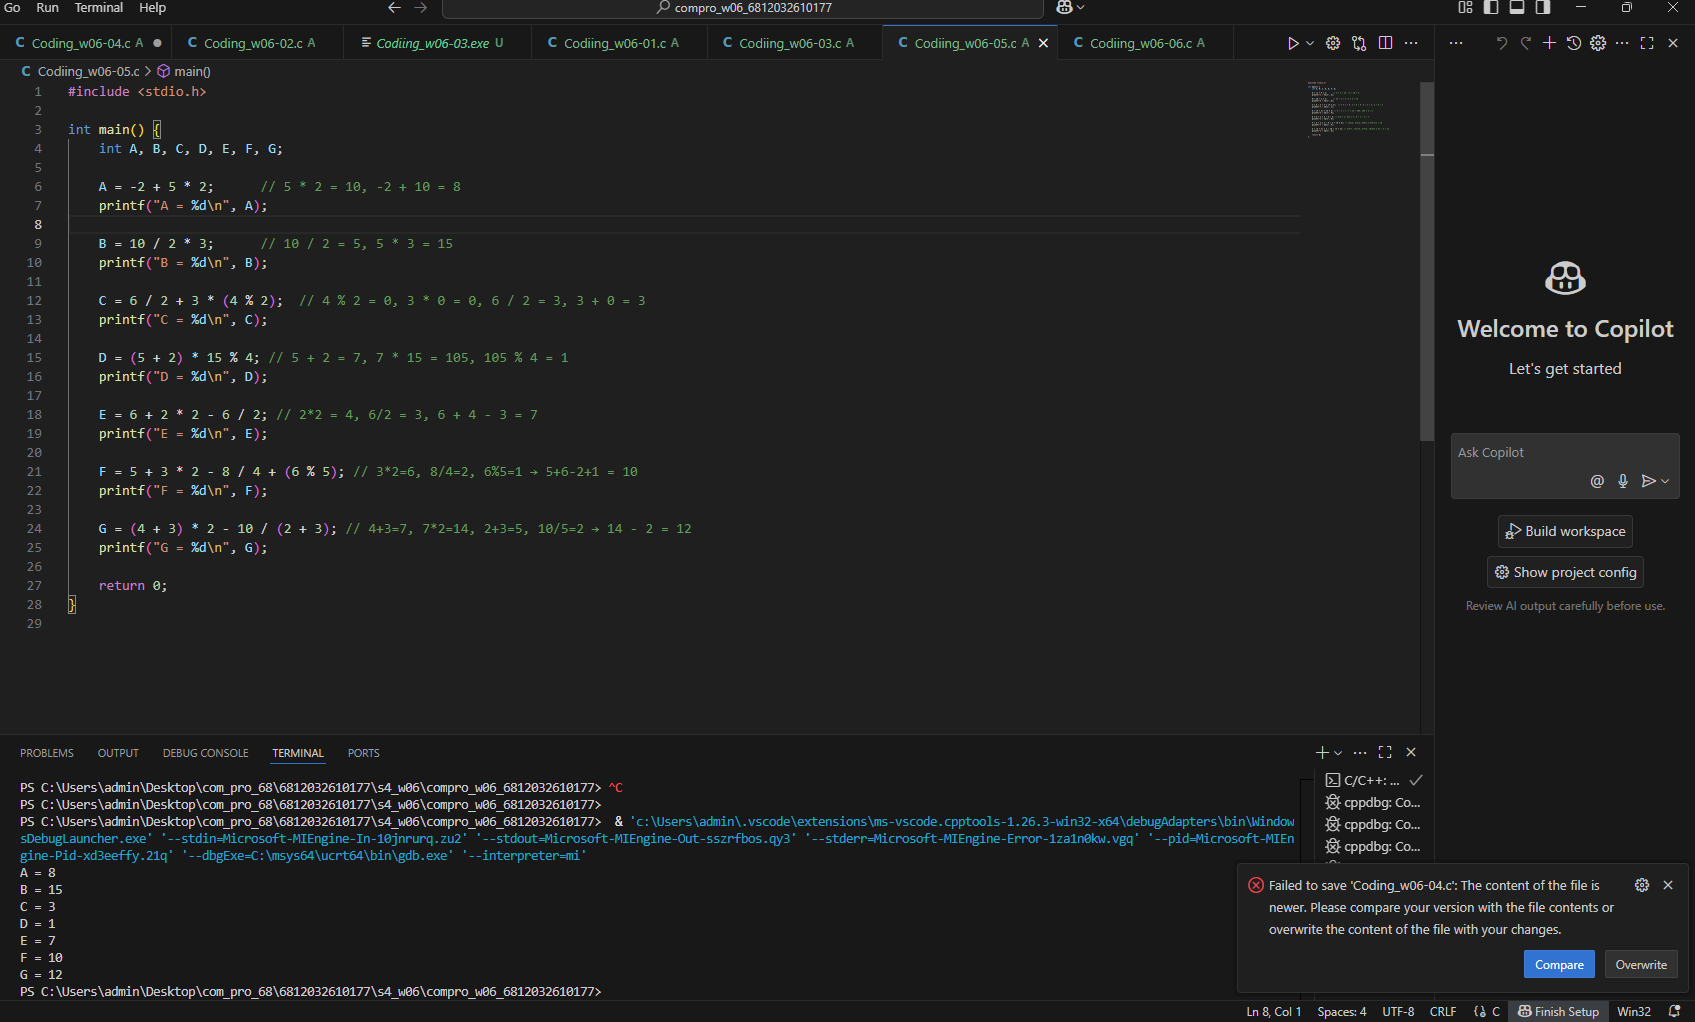 Go Run Terminal Help
compro_w06_6812032610177
Coding_w06-04.c A
Coding_w06-02.c A
Codiing_w06-03.exe U
Codiing_w06-01.c A
Codiing_w06-03.c A
Codiing_w06-05.c A
Codiing_w06-06.c A
Codiing_w06-05.c > main()
1 #include <stdio.h>
2
3 int main() {
4 int A, B, C, D, E, F, G;
5
6 A = -2 + 5 * 2; // 5 * 2 = 10, -2 + 10 = 8
7 printf("A = %d\n", A);
8
9 B = 10 / 2 * 3; // 10 / 2 = 5, 5 * 3 = 15
10 printf("B = %d\n", B);
11
12 C = 6 / 2 + 3 * (4 % 2); // 4 % 2 = 0, 3 * 0 = 0, 6 / 2 = 3, 3 + 0 = 3
13 printf("C = %d\n", C);
14
15 D = (5 + 2) * 15 % 4; // 5 + 2 = 7, 7 * 15 = 105, 105 % 4 = 1
16 printf("D = %d\n", D);
17
18 E = 6 + 2 * 2 - 6 / 2; // 2*2 = 4, 6/2 = 3, 6 + 4 - 3 = 7
19 printf("E = %d\n", E);
20
21 F = 5 + 3 * 2 - 8 / 4 + (6 % 5); // 3*2=6, 8/4=2, 6%5=1 → 5+6-2+1 = 10
22 printf("F = %d\n", F);
23
24 G = (4 + 3) * 2 - 10 / (2 + 3); // 4+3=7, 7*2=14, 2+3=5, 10/5=2 → 14 - 2 = 12
25 printf("G = %d\n", G);
26
27 return 0;
28 }
29
Welcome to Copilot
Let's get started
Ask Copilot
Build workspace
Show project config
Review AI output carefully before use.
PROBLEMS OUTPUT DEBUG CONSOLE TERMINAL PORTS
PS C:\Users\admin\Desktop\com_pro_68\6812032610177\s4_w06\compro_w06_6812032610177> ^C
PS C:\Users\admin\Desktop\com_pro_68\6812032610177\s4_w06\compro_w06_6812032610177>
PS C:\Users\admin\Desktop\com_pro_68\6812032610177\s4_w06\compro_w06_6812032610177> & 'c:\Users\admin\.vscode\extensions\ms-vscode.cpptools-1.26.3-win32-x64\debugAdapters\bin\Window
sDebugLauncher.exe' '--stdin=Microsoft-MIEngine-In-10jnrurq.zu2' '--stdout=Microsoft-MIEngine-Out-sszrfbos.qy3' '--stderr=Microsoft-MIEngine-Error-1za1n0kw.vgq' '--pid=Microsoft-MIEn
gine-Pid-xd3eeffy.21q' '--dbgExe=C:\msys64\ucrt64\bin\gdb.exe' '--interpreter=mi'
A = 8
B = 15
C = 3
D = 1
E = 7
F = 10
G = 12
PS C:\Users\admin\Desktop\com_pro_68\6812032610177\s4_w06\compro_w06_6812032610177>
C/C++: ...
cppdbg: Co...
cppdbg: Co...
cppdbg: Co...
Failed to save 'Coding_w06-04.c': The content of the file is
newer. Please compare your version with the file contents or
overwrite the content of the file with your changes.
Compare Overwrite
Ln 8, Col 1 Spaces: 4 UTF-8 CRLF {} C Finish Setup Win32